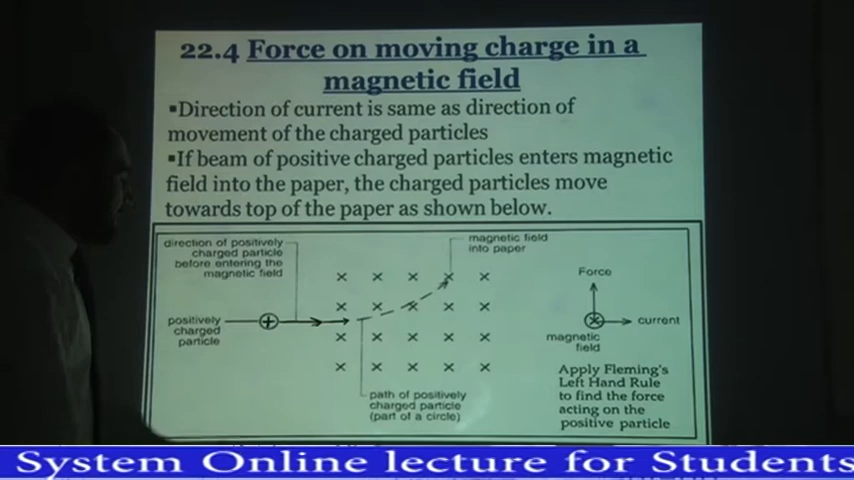 22.4 Force on moving charge in a
magnetic field
▪Direction of current is same as direction of
movement of the charged particles
▪If beam of positive charged particles enters magnetic
field into the paper, the charged particles move
towards top of the paper as shown below.
direction of positively
charged particle
before entering the
magnetic field
magnetic field
into paper
positively
charged
particle
path of positively
charged particle
(part of a circle)
Force
current
magnetic
field
Apply Fleming's
Left Hand Rule
to find the force
acting on the
positive particle
System Online lecture for Students